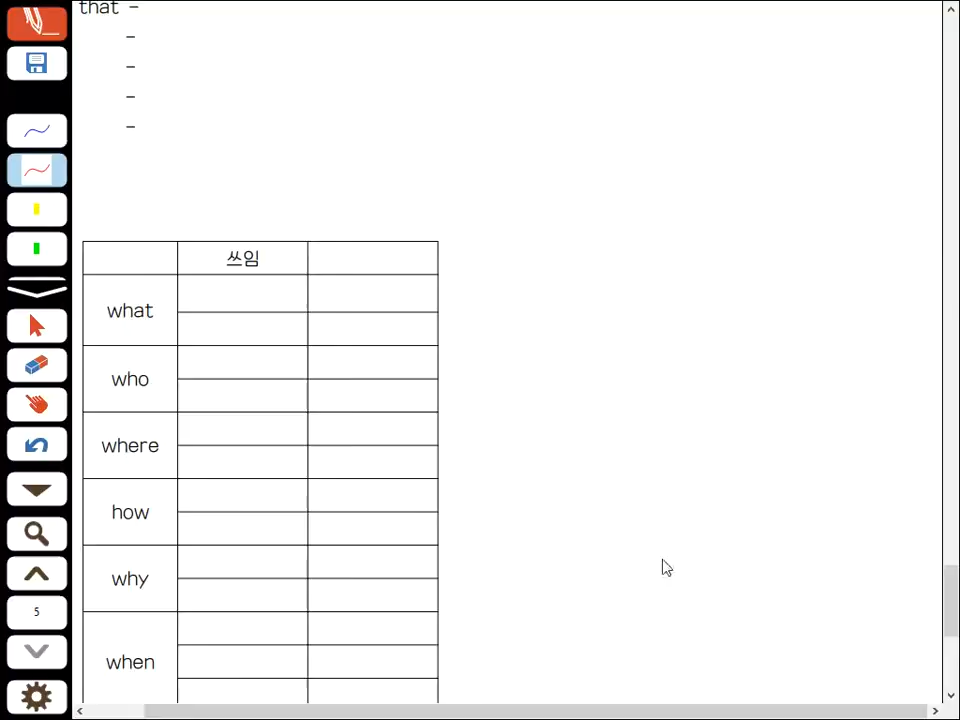 that -
-
-
-
-
쓰임
what
who
where
how
why
5
when